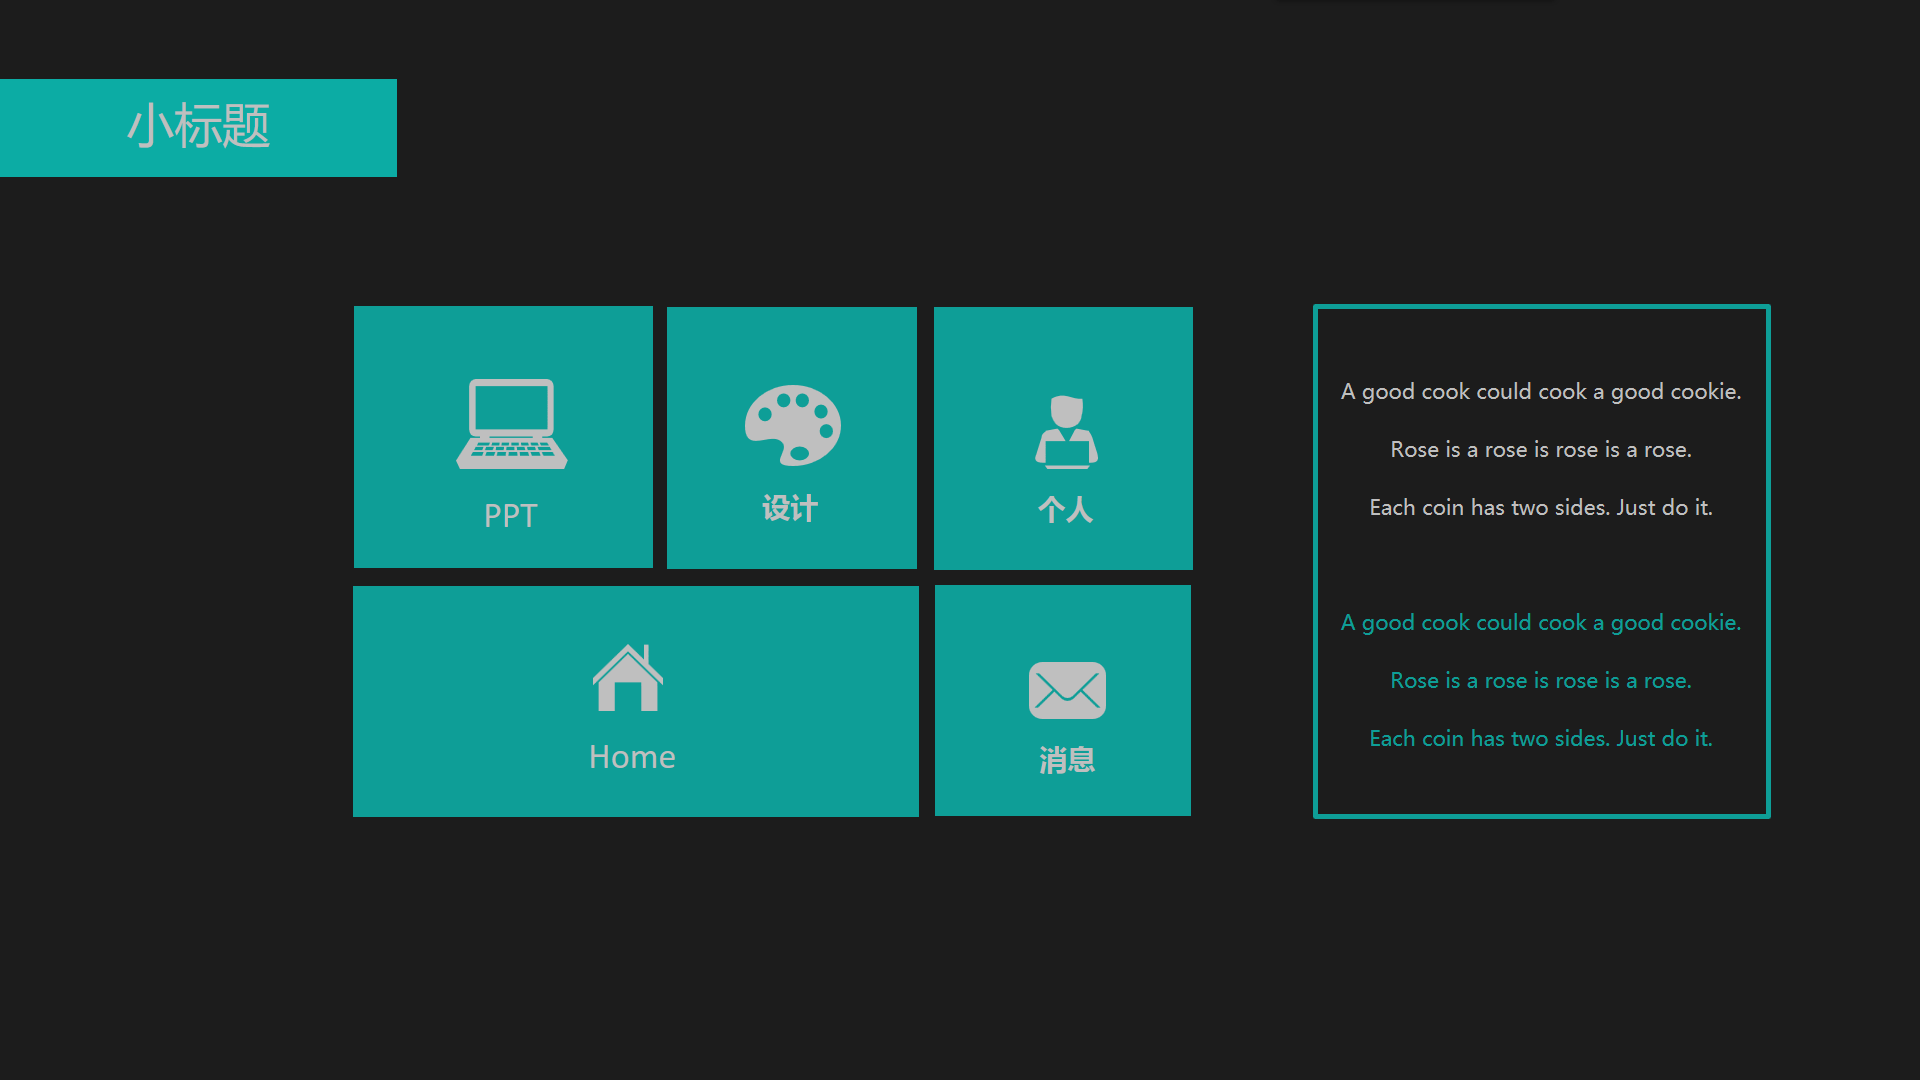 小标题
PPT
设计
个人
Home
消息
A good cook could cook a good cookie.
Rose is a rose is rose is a rose.
Each coin has two sides. Just do it.
A good cook could cook a good cookie.
Rose is a rose is rose is a rose.
Each coin has two sides. Just do it.